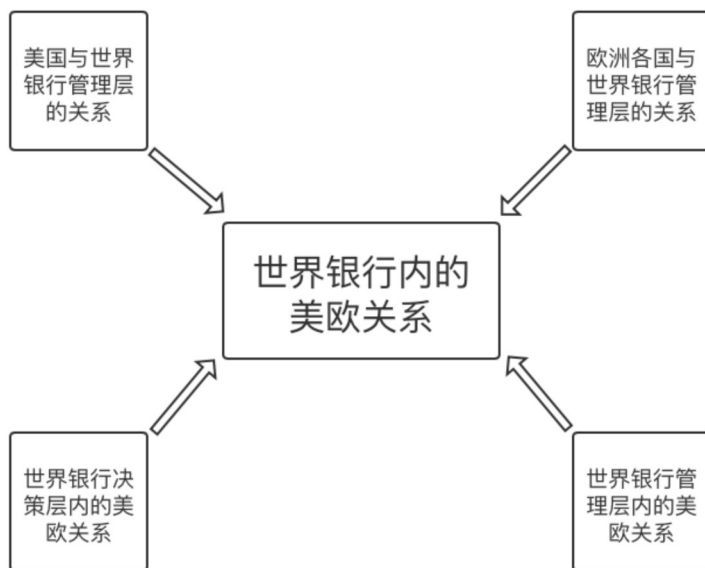 美国与世界
银行管理层
的关系
欧洲各国与
世界银行管
理层的关系
世界银行内的
美欧关系
世界银行决
策层内的美
欧关系
世界银行管
理层内的美
欧关系